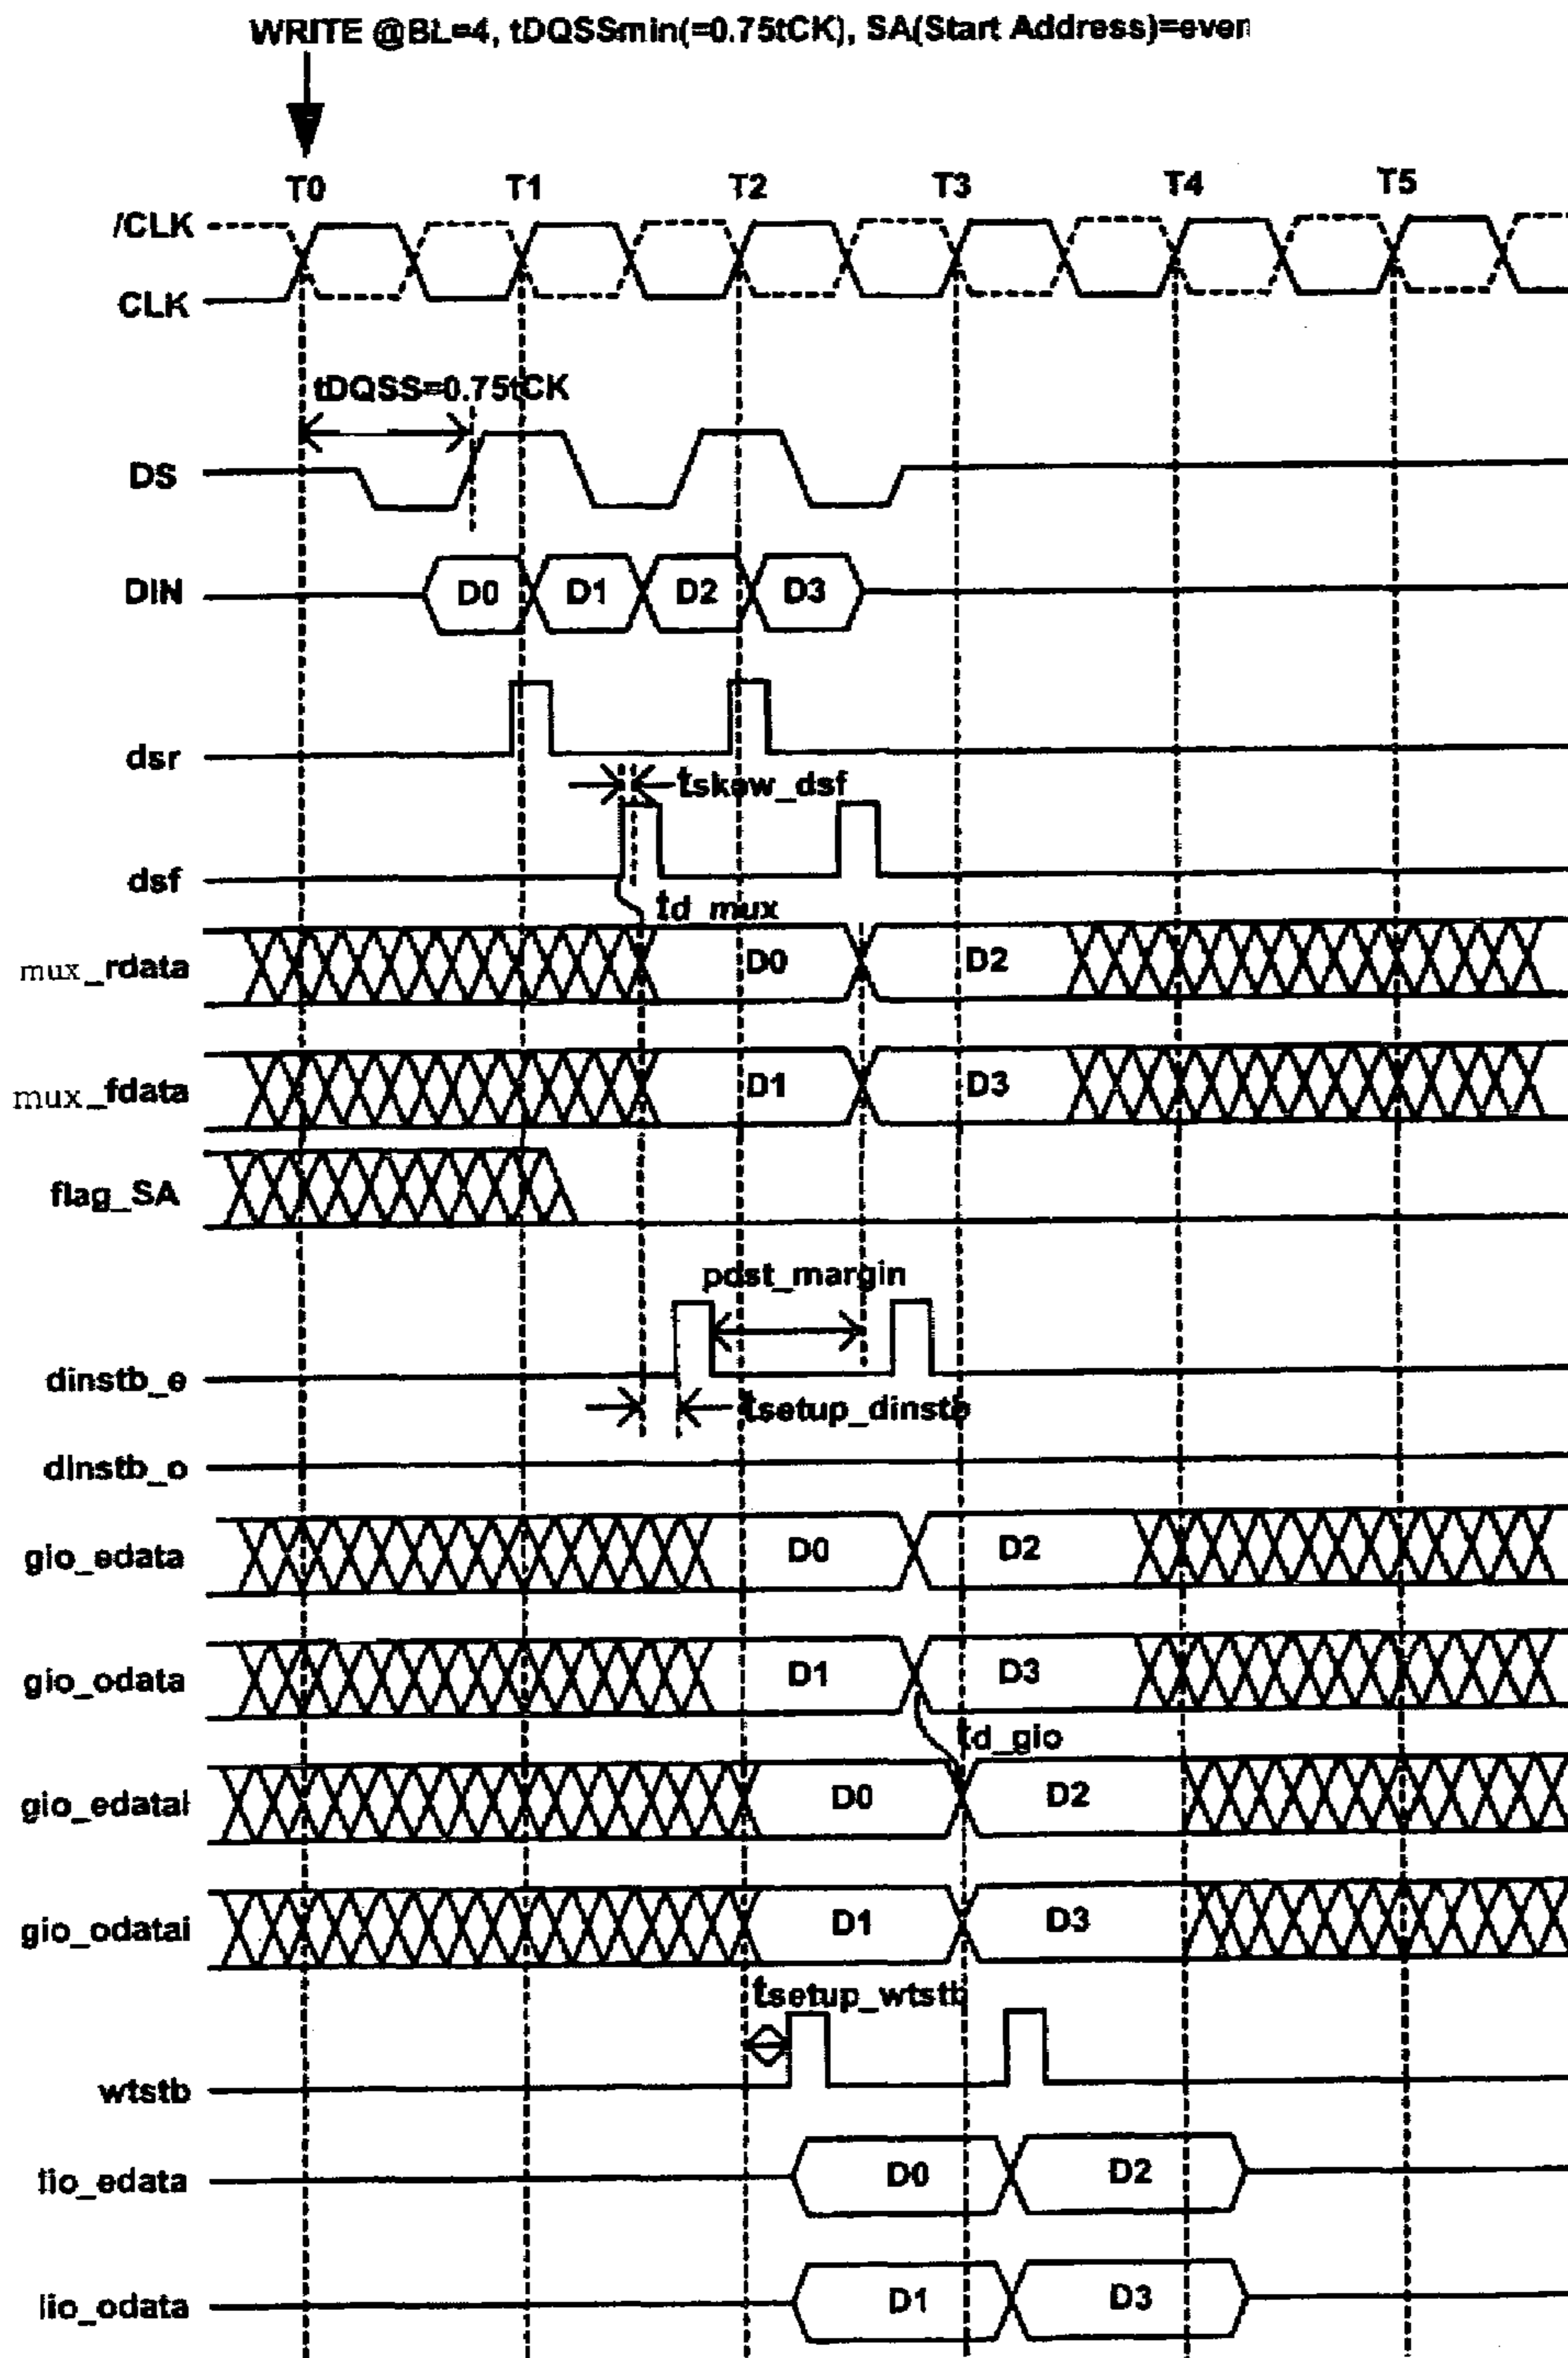 WRITE @BL=4, tDQSSmin(=0.75tCK), SA(Start Address)=even
T0 T1 T2 T3 T4 T5
/CLK
CLK
tDQSS=0.75tCK
DS
DIN D0 D1 D2 D3
dsr
tskew_dsf
dsf
td_mux
mux_rdata D0 D2
mux_fdata D1 D3
flag_SA
pdst_margin
dinstb_e
tsetup_dinstb
dinstb_o
gio_edata D0 D2
gio_odata D1 D3
td_gio
gio_edatai D0 D2
gio_odatai D1 D3
tsetup_wtstb
wtstb
lio_edata D0 D2
lio_odata D1 D3